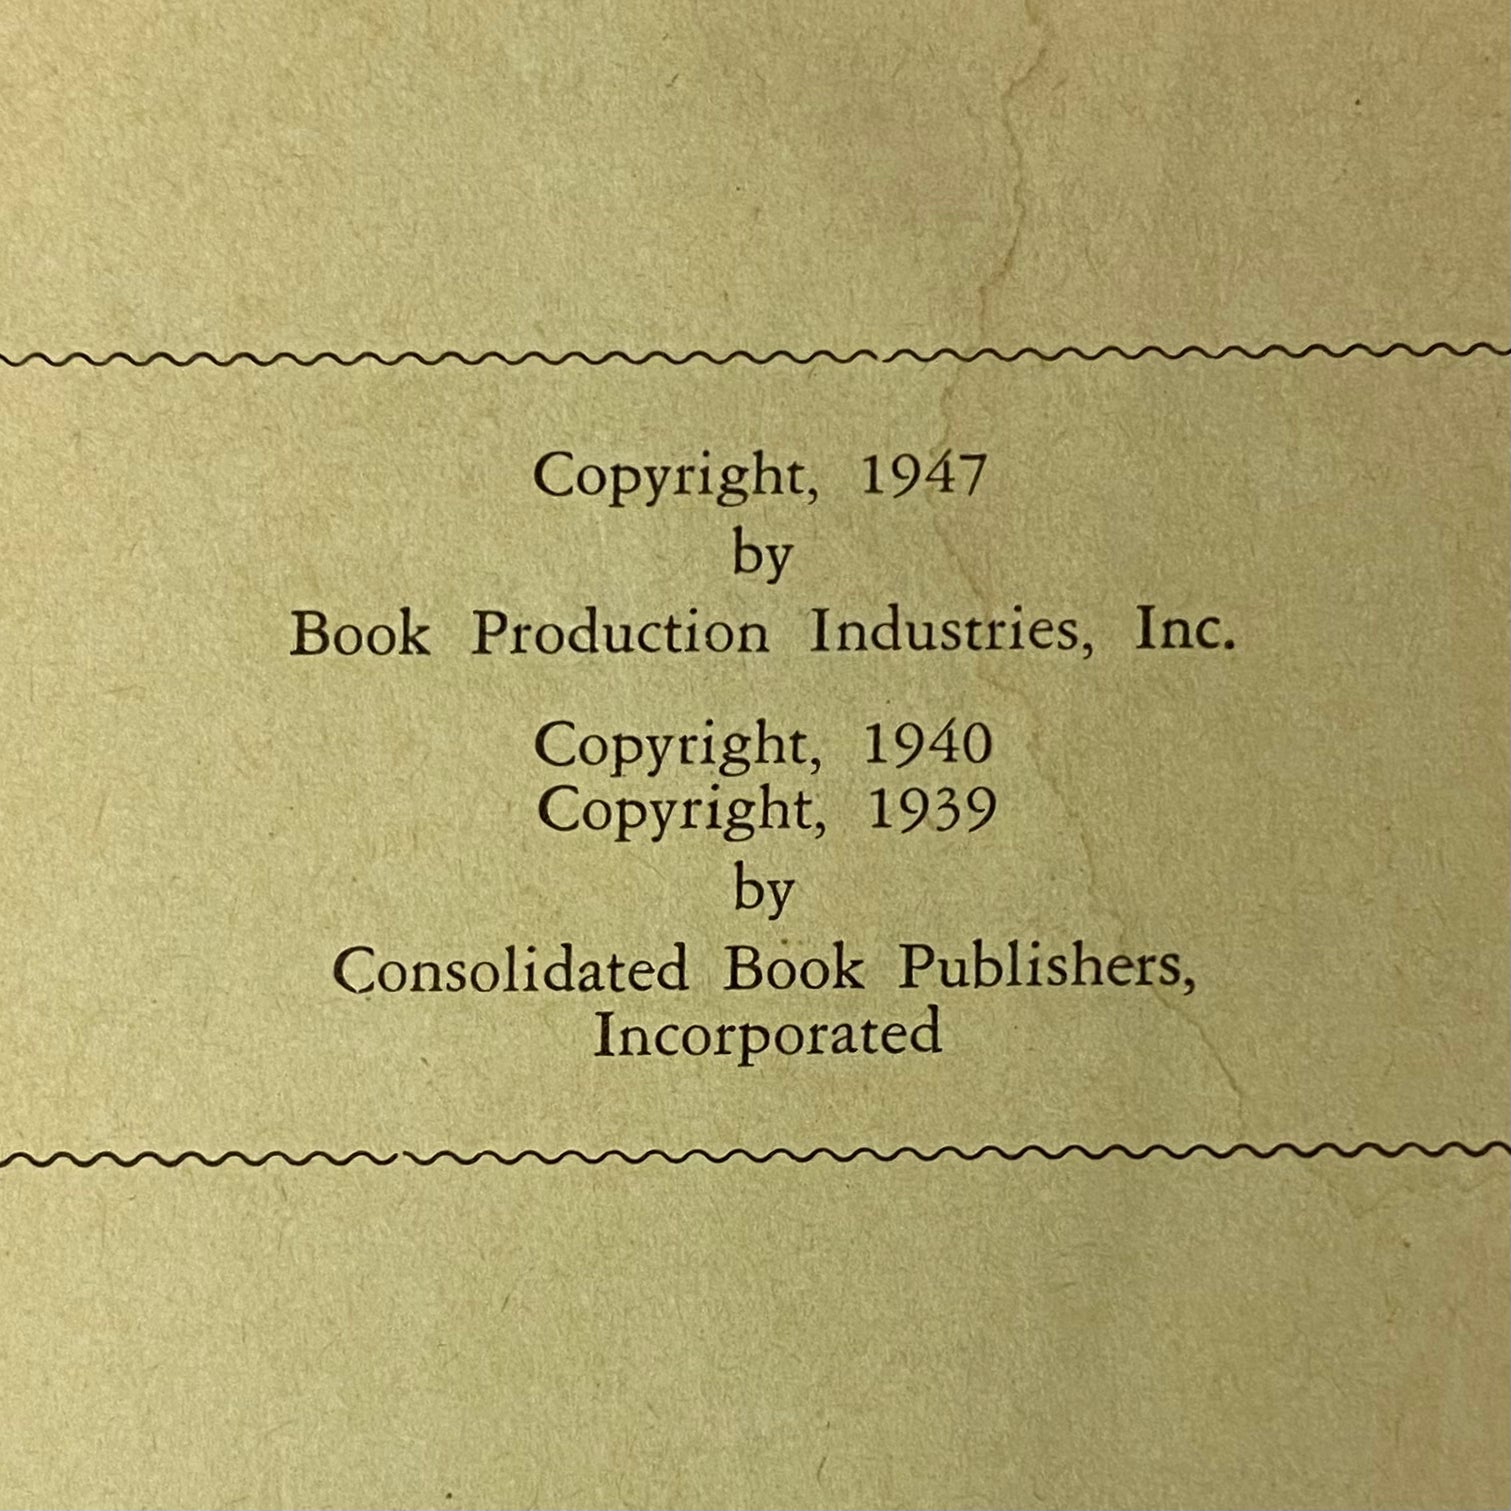 Copyright, 1947
by
Book Production Industries, Inc.
Copyright, 1940
Copyright, 1939
by
Consolidated Book Publishers,
Incorporated